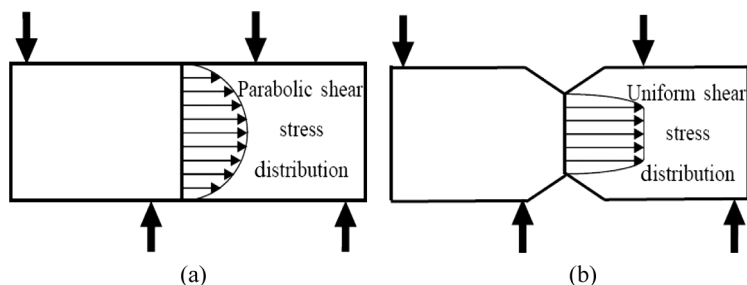 Parabolic shear
stress
distribution
Uniform shear
stress
distribution
(a)
(b)